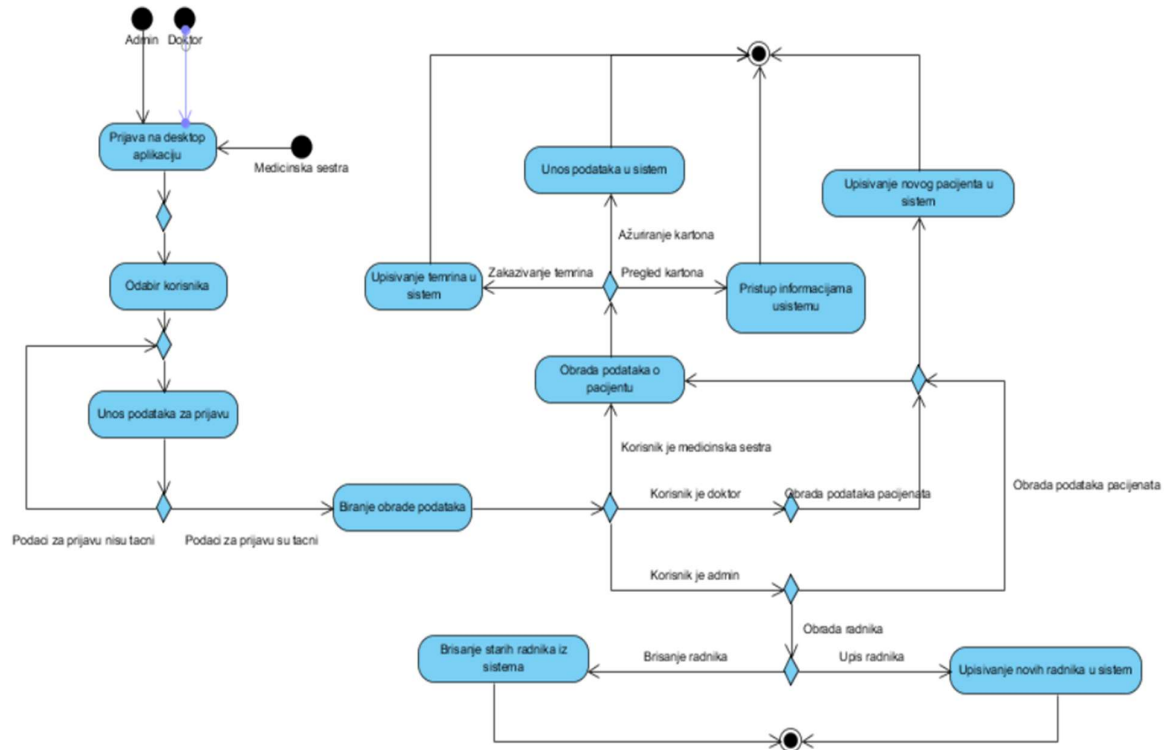 Admin
Doktor
Prijava na desktop
aplikaciju
Medicinska sestra
Odabir korisnika
Unos podataka za prijavu
Podaci za prijavu nisu tacni
Podaci za prijavu su tacni
Biranje obrade podataka
Unos podataka u sistem
Upisivanje novog pacijenta u
sistem
Ažuriranje kartona
Upisivanje temrina u
sistem
Zakazivanje temrina
Pregled kartona
Pristup informacijama
usistemu
Obrada podataka o
pacijentu
Korisnik je medicinska sestra
Korisnik je doktor
Obrada podataka pacijenata
Obrada podataka pacijenata
Korisnik je admin
Obrada radnika
Brisanje starih radnika iz
sistema
Brisanje radnika
Upis radnika
Upisivanje novih radnika u sistem